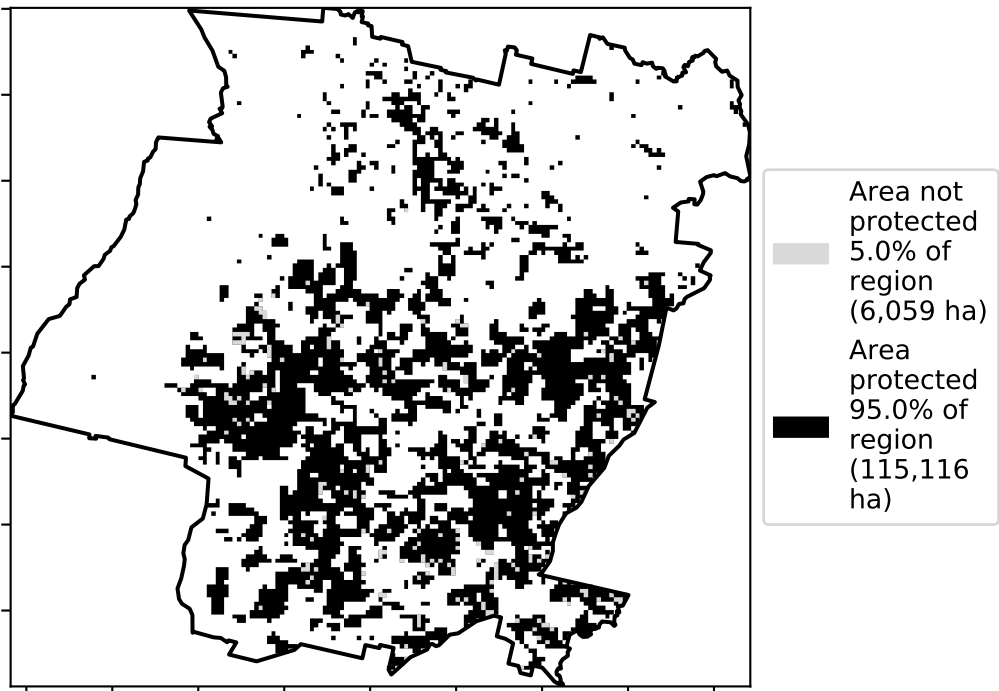 Area not
protected
5.0% of
region
(6,059 ha)
Area
protected
95.0% of
region
(115,116
ha)